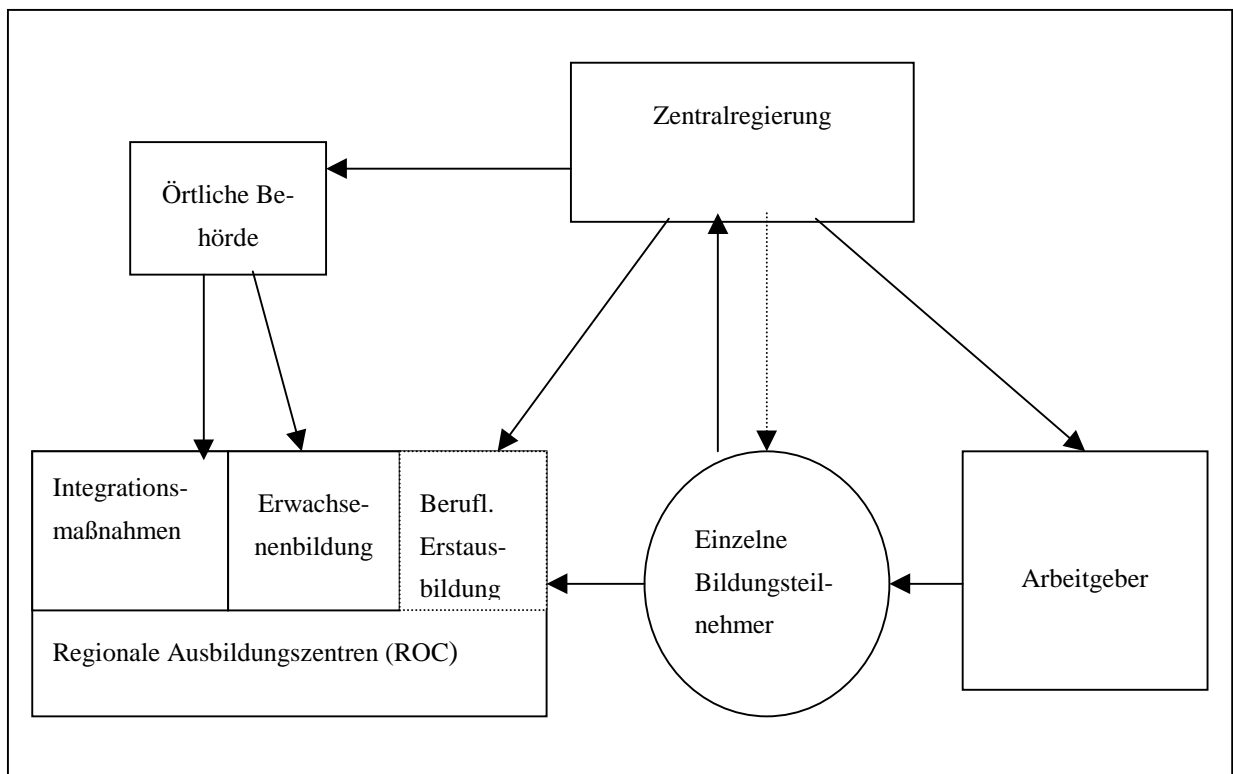 Zentralregierung
Örtliche Be-
hörde
Integrations-
maßnahmen
Erwachse-
nenbildung
Berufl.
Erstaus-
bildung
Einzelne
Bildungsteil-
nehmer
Arbeitgeber
Regionale Ausbildungszentren (ROC)